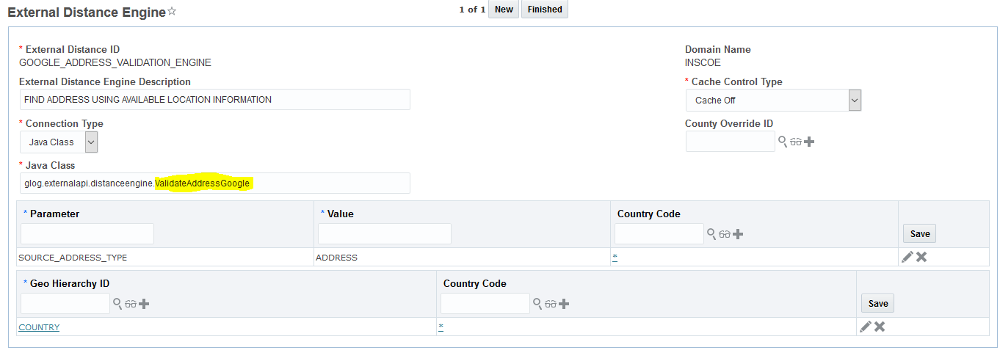 External Distance Engine
1 of 1 New Finished
* External Distance ID
GOOGLE_ADDRESS_VALIDATION_ENGINE
Domain Name
INSCOE
External Distance Engine Description
FIND ADDRESS USING AVAILABLE LOCATION INFORMATION
* Cache Control Type
Cache Off
* Connection Type
Java Class
County Override ID
* Java Class
glog.externalapi.distanceengine.ValidateAddressGoogle
* Parameter * Value Country Code
Save
SOURCE_ADDRESS_TYPE ADDRESS *
* Geo Hierarchy ID Country Code
Save
COUNTRY *